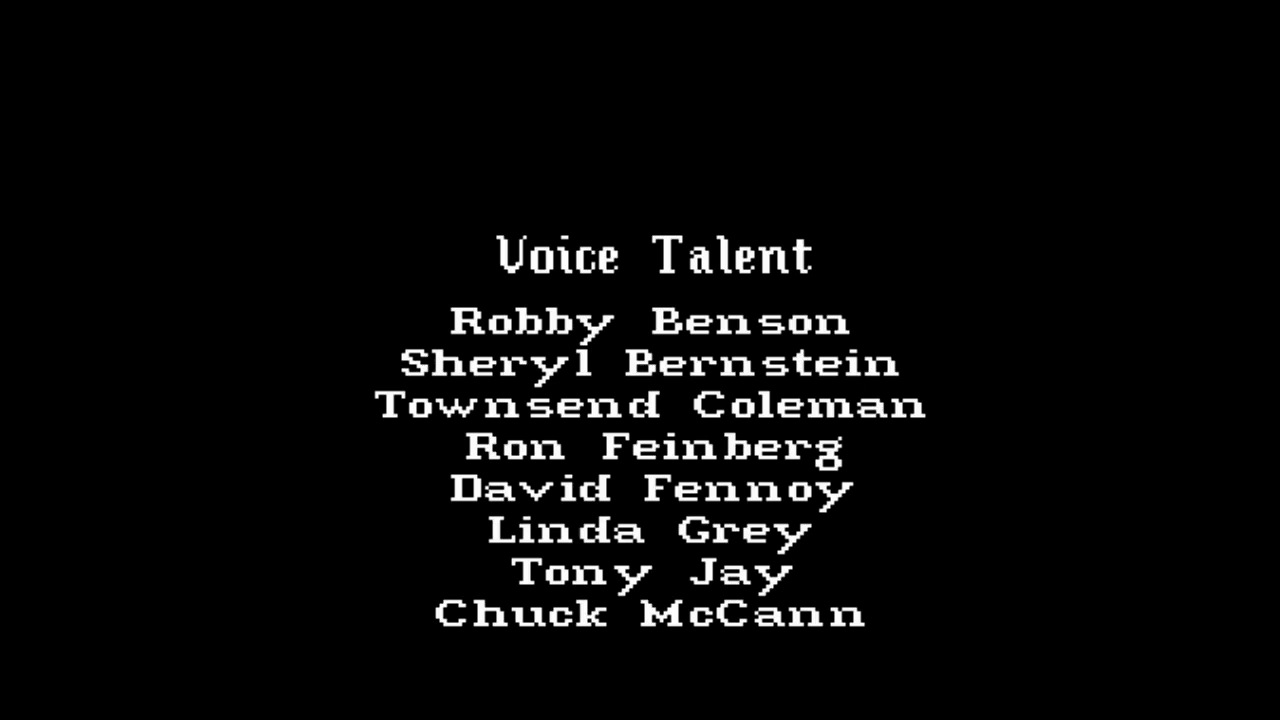 Voice Talent
Robby Benson
Sheryl Bernstein
Townsend Coleman
Ron Feinberg
David Fennoy
Linda Grey
Tony Jay
Chuck McCann